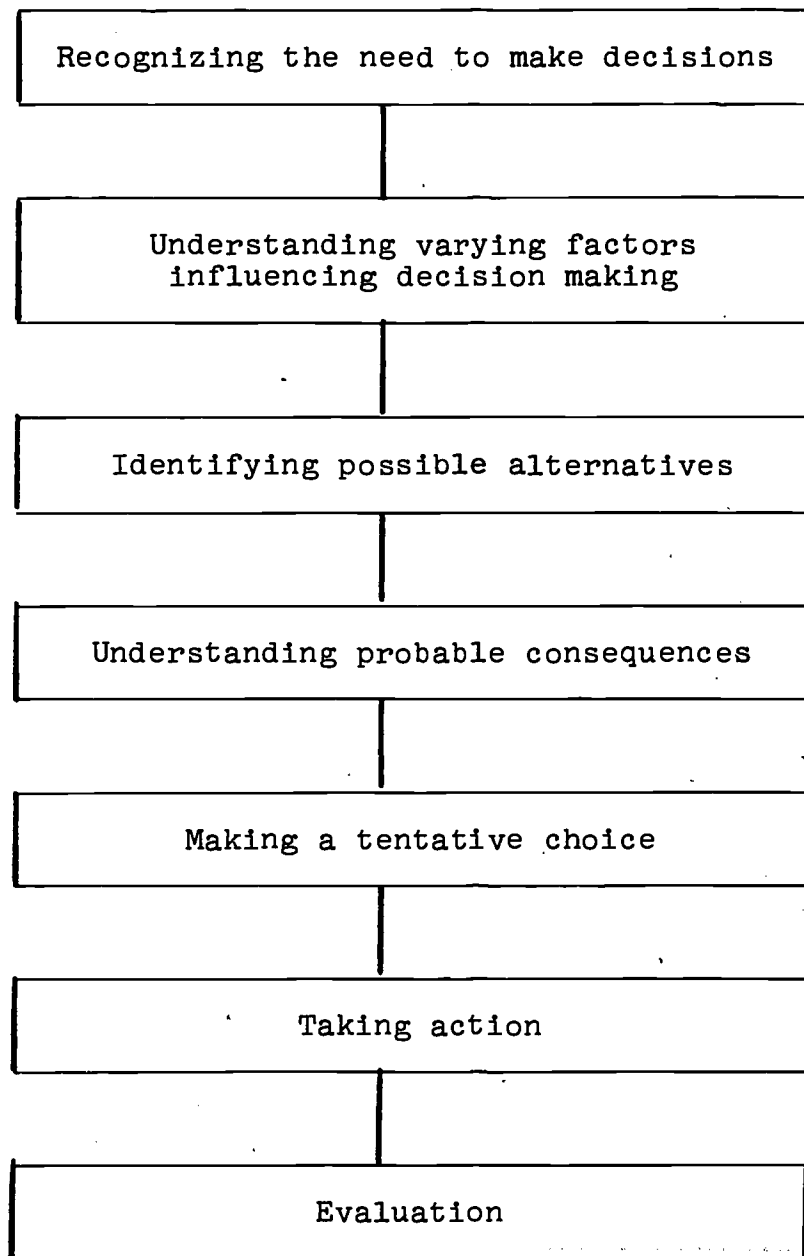 Recognizing the need to make decisions
Understanding varying factors
influencing decision making
Identifying possible alternatives
Understanding probable consequences
Making a tentative choice
Taking action
Evaluation